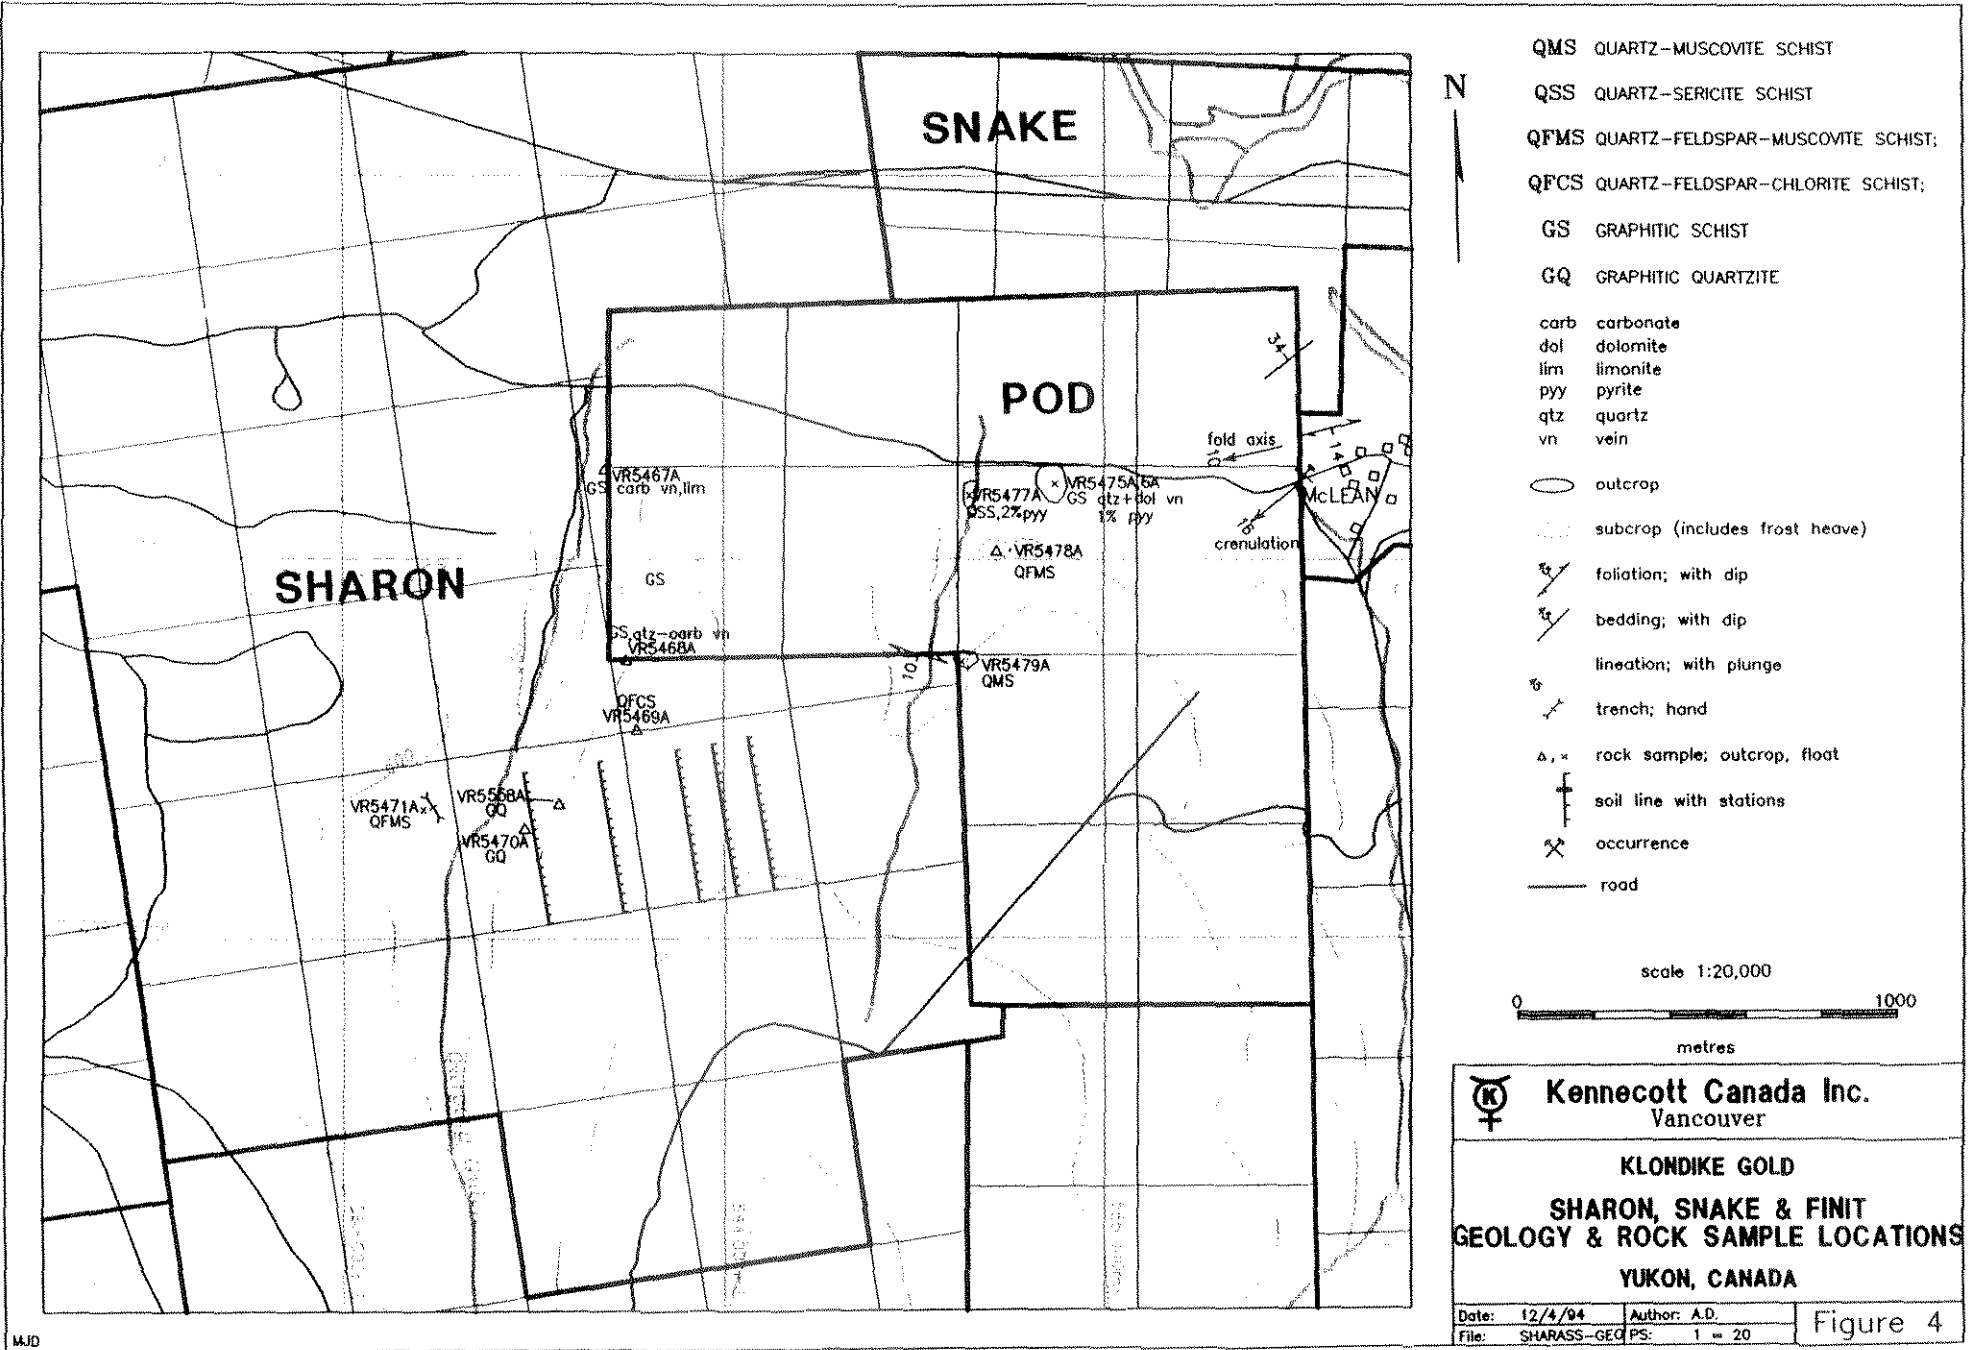 SNAKE
POD
SHARON
34
fold axis
10
14
McLEAN
16
crenulation
VR5467A
GS carb vn,lim
VR5477A
QSS,2%pyy
VR5475A,6A
GS qtz+dol vn
1% pyy
VR5478A
QFMS
GS
GS,qtz-carb vn
VR5468A
10
VR5479A
QMS
QFCS
VR5469A
VR5471A
QFMS
VR5558A
GQ
VR5470A
GQ
N
QMS QUARTZ-MUSCOVITE SCHIST
QSS QUARTZ-SERICITE SCHIST
QFMS QUARTZ-FELDSPAR-MUSCOVITE SCHIST;
QFCS QUARTZ-FELDSPAR-CHLORITE SCHIST;
GS GRAPHITIC SCHIST
GQ GRAPHITIC QUARTZITE
carb carbonate
dol dolomite
lim limonite
pyy pyrite
qtz quartz
vn vein
outcrop
subcrop (includes frost heave)
foliation; with dip
bedding; with dip
lineation; with plunge
trench; hand
rock sample; outcrop, float
soil line with stations
occurrence
road
scale 1:20,000
0 1000
metres
K
Kennecott Canada Inc.
Vancouver
KLONDIKE GOLD
SHARON, SNAKE & FINIT
GEOLOGY & ROCK SAMPLE LOCATIONS
YUKON, CANADA
Date: 12/4/94 Author: A.D.
File: SHARASS-GEO PS: 1 = 20
Figure 4
MJD